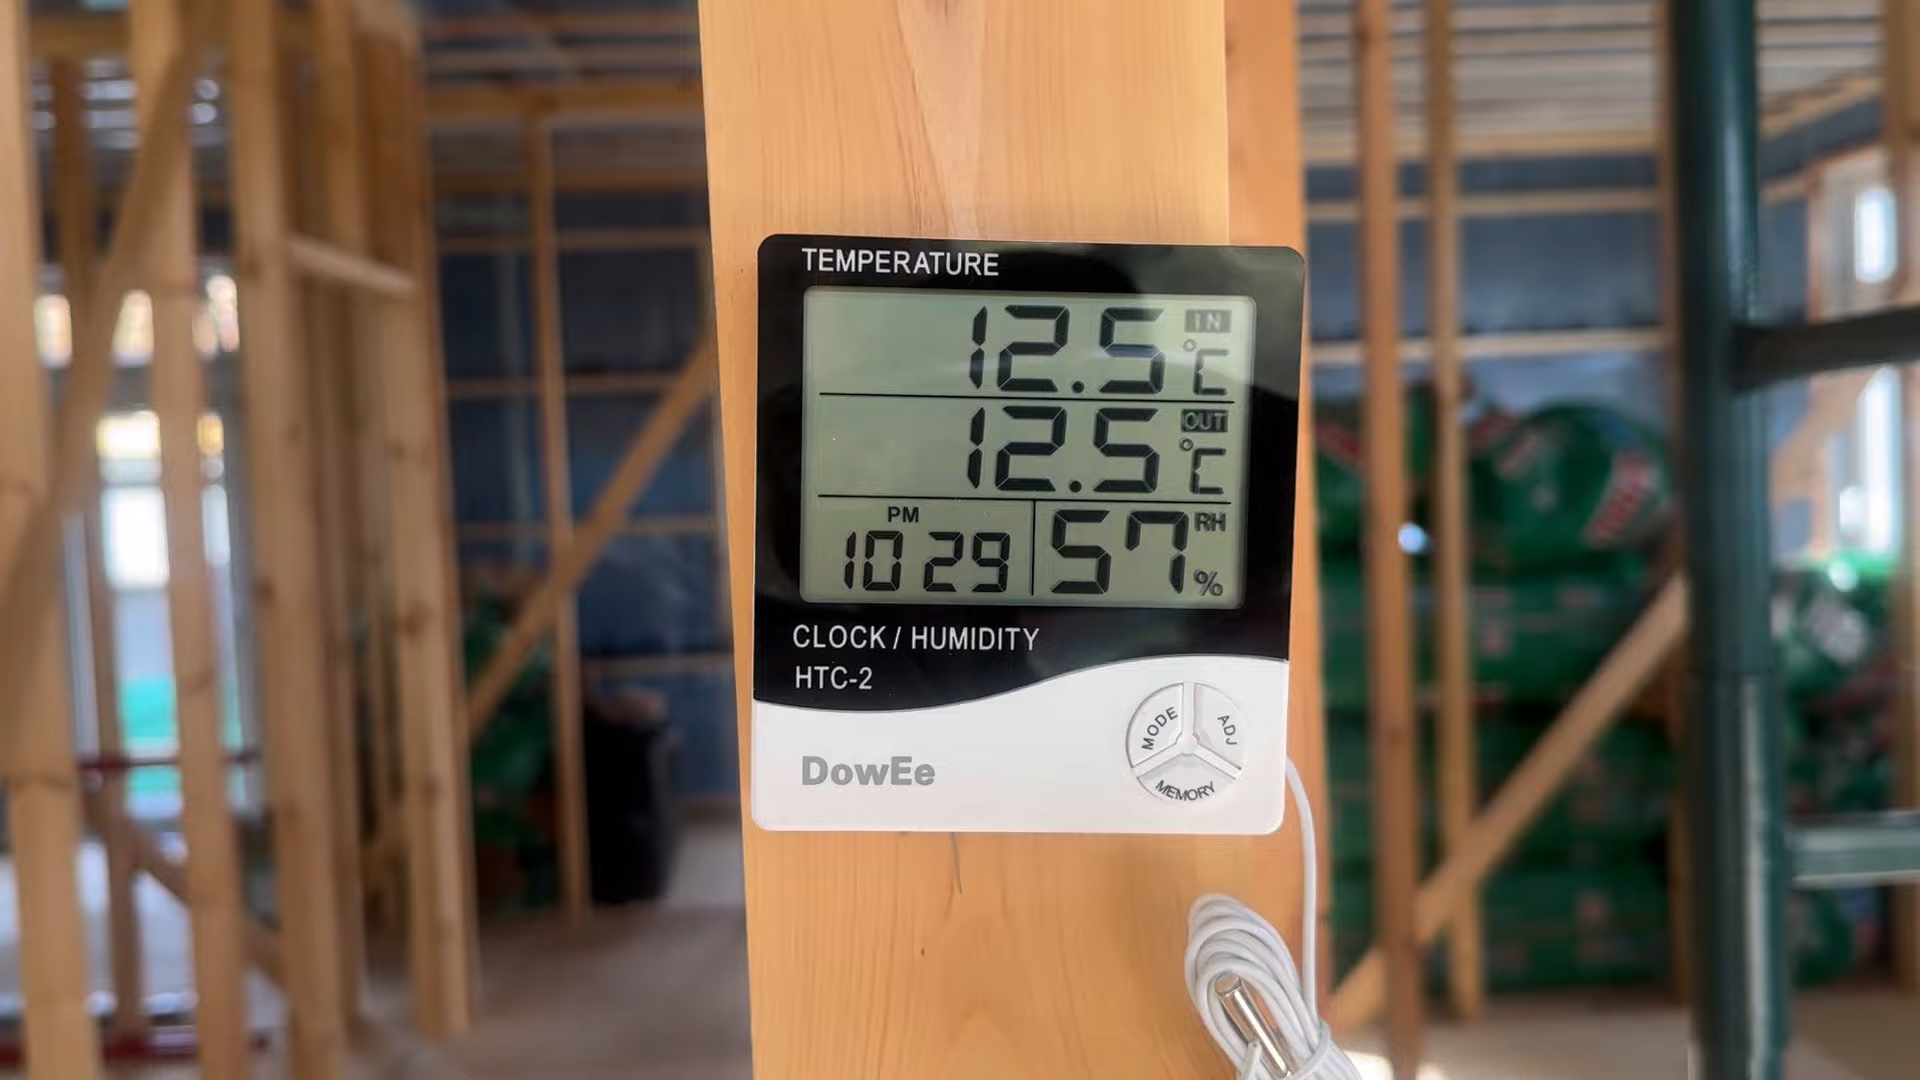 TEMPERATURE
12.5 IN °C
12.5 OUT °C
PM
10 29
57 RH %
CLOCK / HUMIDITY
HTC-2
DowEe
MODE
ADJ
MEMORY